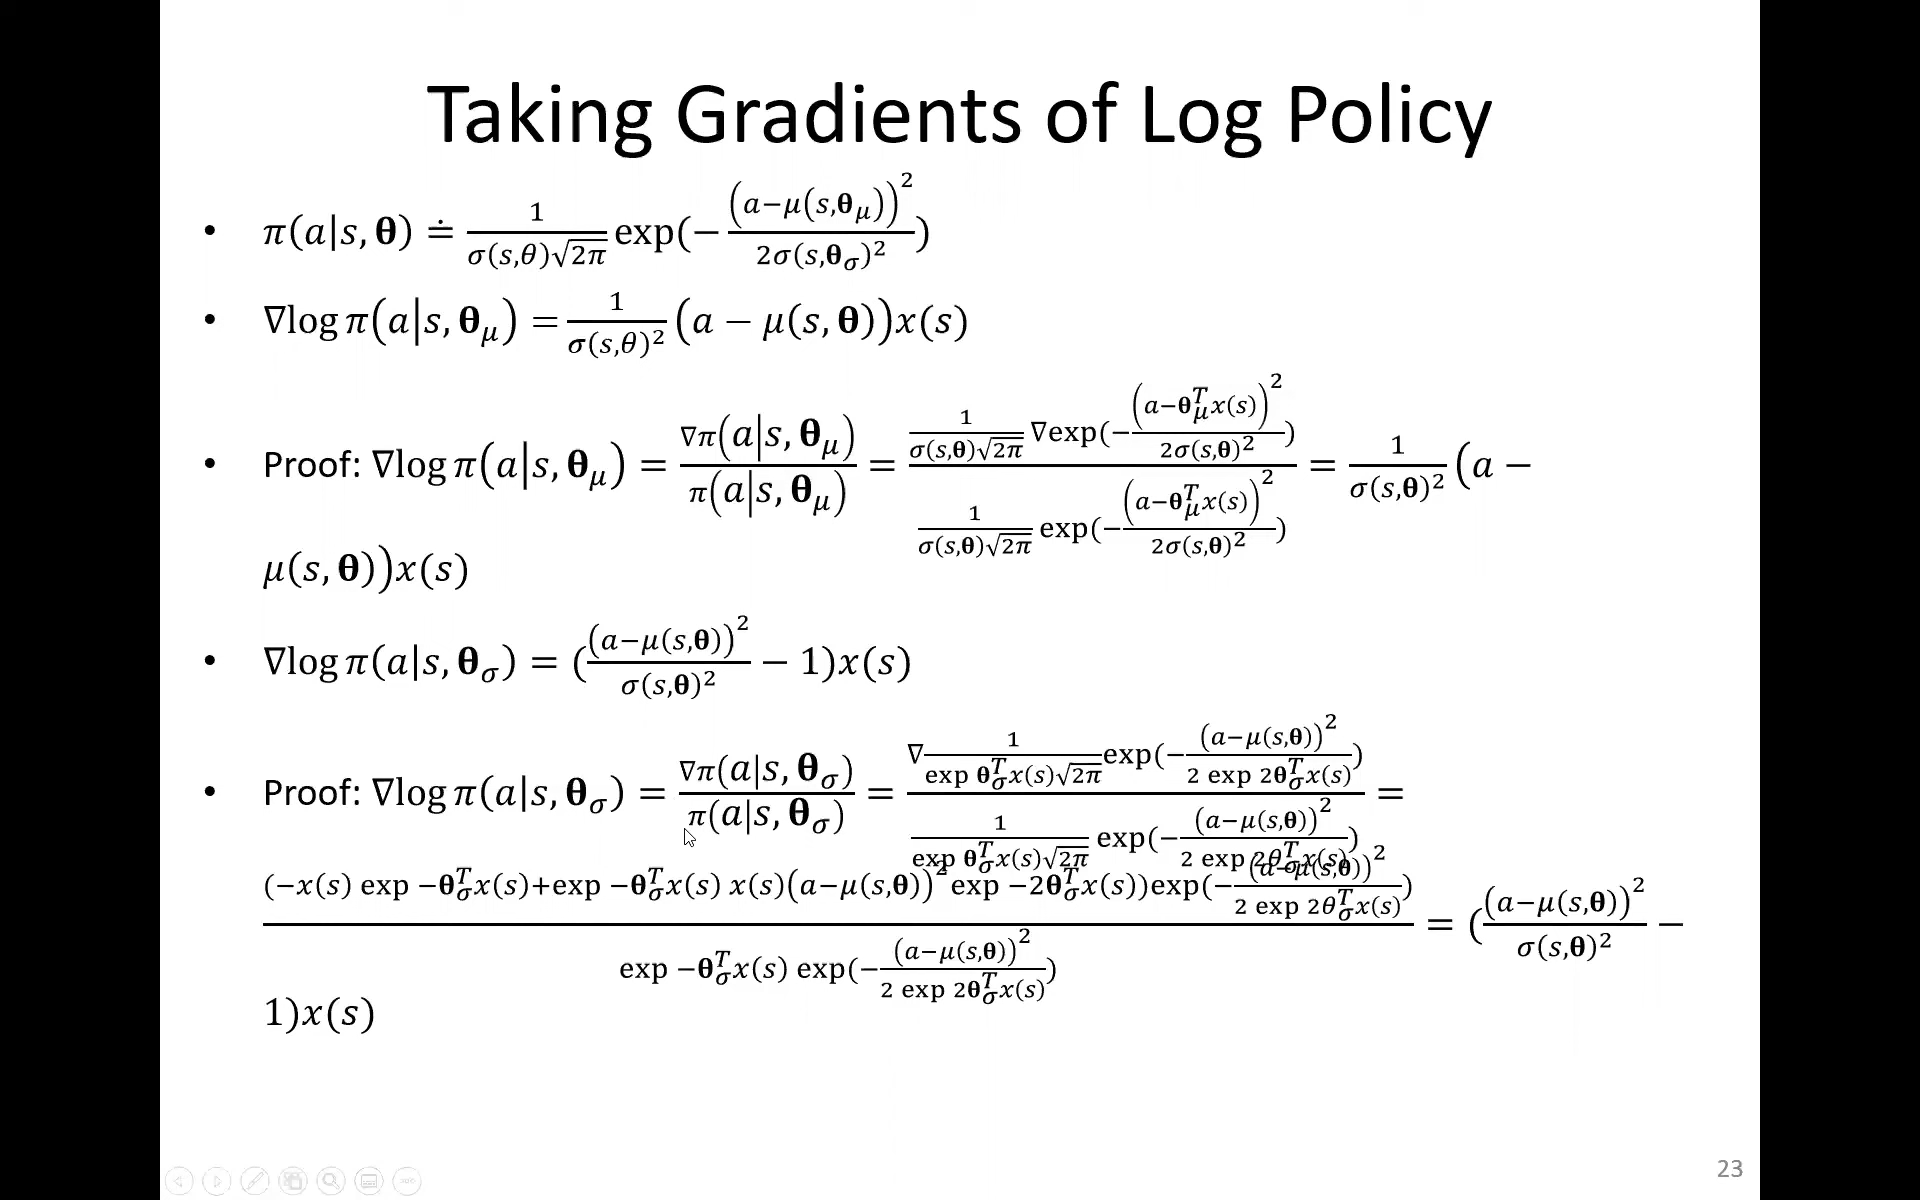 Taking Gradients of Log Policy
• π(a|s,𝛉) ≐ 1/(σ(s,θ)√2π) exp(−(a−μ(s,𝛉_μ))²/(2σ(s,𝛉_σ)²))
• ∇log π(a|s,𝛉_μ) = 1/(σ(s,θ)²) (a − μ(s,𝛉))x(s)
• Proof: ∇log π(a|s,𝛉_μ) = ∇π(a|s,𝛉_μ)/π(a|s,𝛉_μ) = (1/(σ(s,𝛉)√2π) ∇exp(−(a−𝛉_μ^T x(s))²/(2σ(s,𝛉)²)))/(1/(σ(s,𝛉)√2π) exp(−(a−𝛉_μ^T x(s))²/(2σ(s,𝛉)²))) = 1/(σ(s,𝛉)²) (a −
μ(s,𝛉))x(s)
• ∇log π(a|s,𝛉_σ) = ((a−μ(s,𝛉))²/σ(s,𝛉)² − 1)x(s)
• Proof: ∇log π(a|s,𝛉_σ) = ∇π(a|s,𝛉_σ)/π(a|s,𝛉_σ) = (∇ 1/(exp 𝛉_σ^T x(s)√2π) exp(−(a−μ(s,𝛉))²/(2 exp 2𝛉_σ^T x(s))))/(1/(exp 𝛉_σ^T x(s)√2π) exp(−(a−μ(s,𝛉))²/(2 exp 2θ_σ^T x(s)))) =
((−x(s) exp −𝛉_σ^T x(s)+exp −𝛉_σ^T x(s) x(s)(a−μ(s,𝛉))² exp −2𝛉_σ^T x(s))exp(−(a−μ(s,𝛉))²/(2 exp 2θ_σ^T x(s))))/(exp −𝛉_σ^T x(s) exp(−(a−μ(s,𝛉))²/(2 exp 2𝛉_σ^T x(s)))) = ((a−μ(s,𝛉))²/σ(s,𝛉)² −
1)x(s)
23